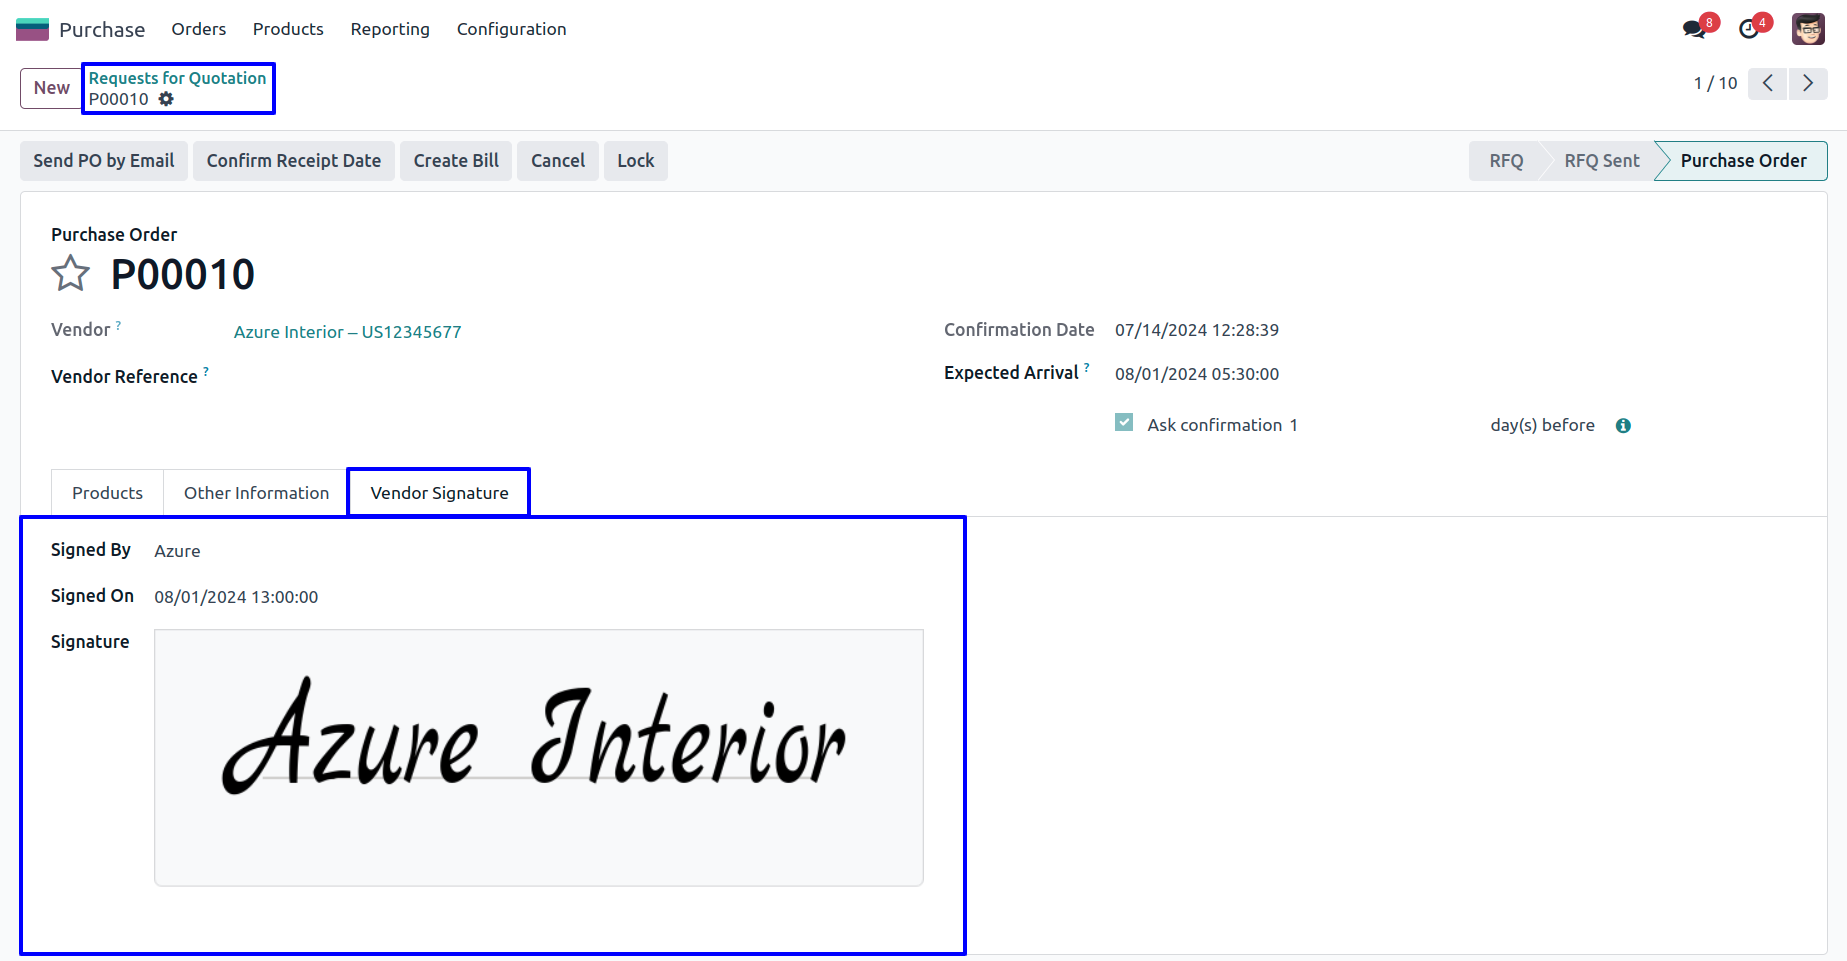 Purchase Orders Products Reporting Configuration 8 4
New Requests for Quotation
P00010 1 / 10
Send PO by Email Confirm Receipt Date Create Bill Cancel Lock RFQ RFQ Sent Purchase Order
Purchase Order
P00010
Vendor ? Azure Interior – US12345677 Confirmation Date 07/14/2024 12:28:39
Vendor Reference ? Expected Arrival ? 08/01/2024 05:30:00
Ask confirmation 1 day(s) before
Products Other Information Vendor Signature
Signed By Azure
Signed On 08/01/2024 13:00:00
Signature
Azure Interior